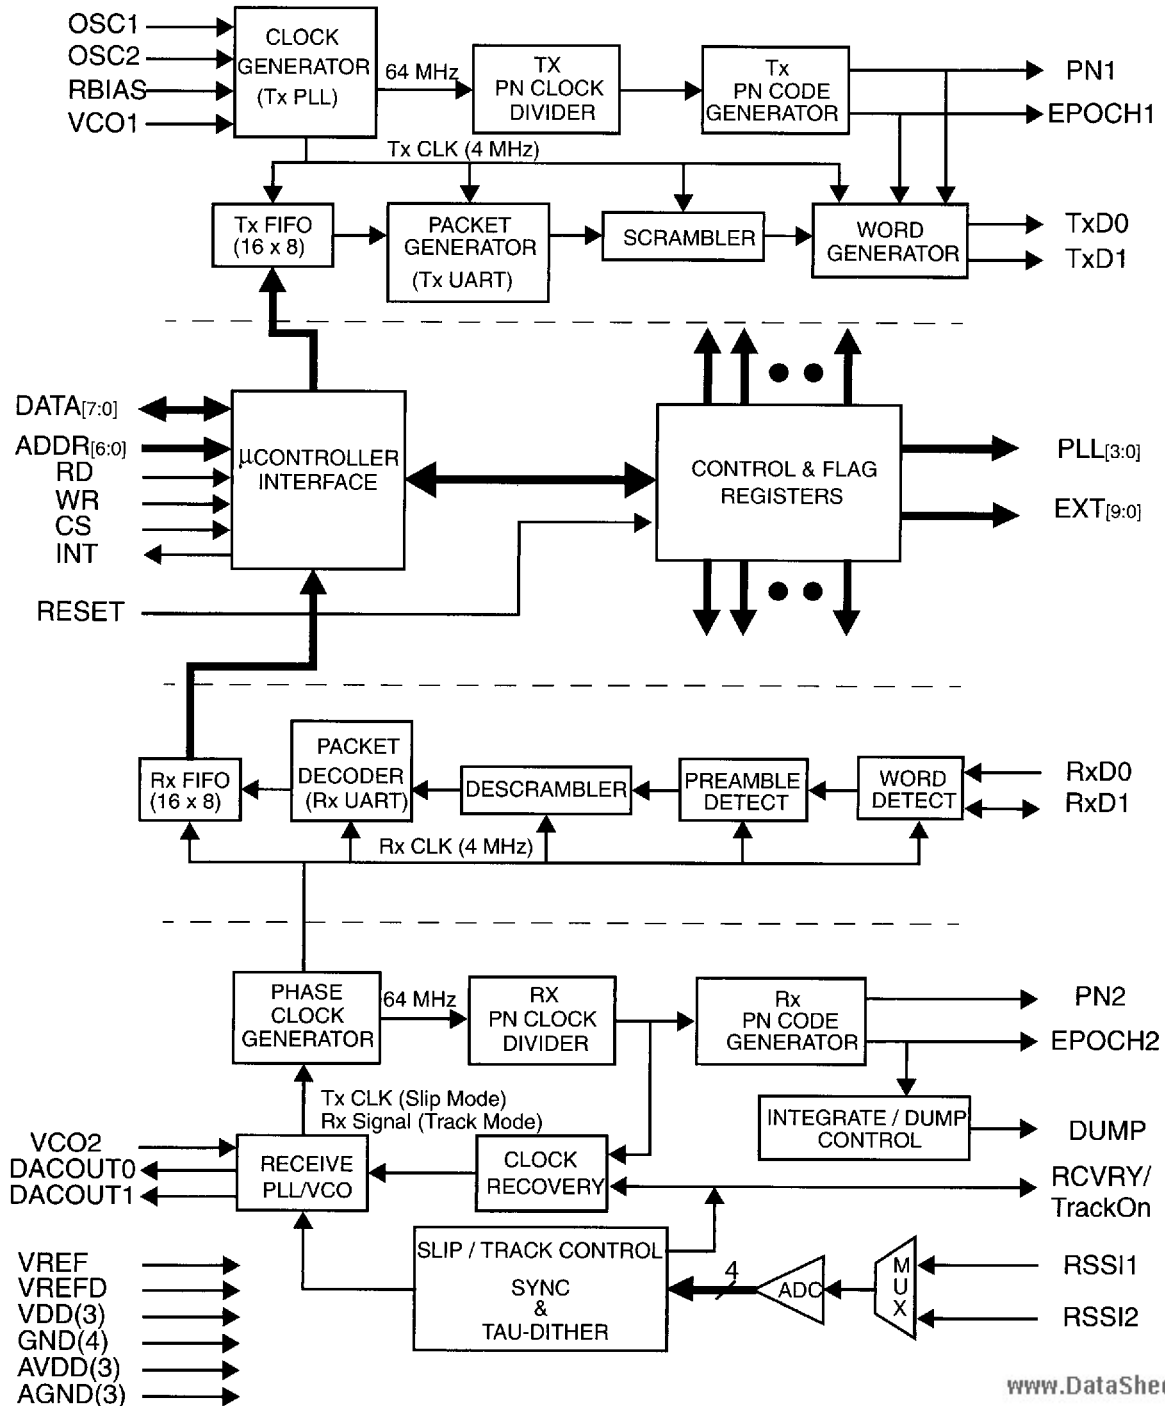 OSC1
OSC2
RBIAS
VCO1
CLOCK
GENERATOR
(Tx PLL)
64 MHz
TX
PN CLOCK
DIVIDER
Tx
PN CODE
GENERATOR
PN1
EPOCH1
Tx CLK (4 MHz)
Tx FIFO
(16 x 8)
PACKET
GENERATOR
(Tx UART)
SCRAMBLER
WORD
GENERATOR
TxD0
TxD1
DATA[7:0]
ADDR[6:0]
RD
WR
CS
INT
RESET
µCONTROLLER
INTERFACE
CONTROL & FLAG
REGISTERS
PLL[3:0]
EXT[9:0]
Rx FIFO
(16 x 8)
PACKET
DECODER
(Rx UART)
DESCRAMBLER
PREAMBLE
DETECT
WORD
DETECT
RxD0
RxD1
Rx CLK (4 MHz)
PHASE
CLOCK
GENERATOR
64 MHz
RX
PN CLOCK
DIVIDER
Rx
PN CODE
GENERATOR
PN2
EPOCH2
Tx CLK (Slip Mode)
Rx Signal (Track Mode)
INTEGRATE / DUMP
CONTROL
DUMP
VCO2
DACOUT0
DACOUT1
RECEIVE
PLL/VCO
CLOCK
RECOVERY
RCVRY/
TrackOn
SLIP / TRACK CONTROL
SYNC
&
TAU-DITHER
4
ADC
MUX
RSSI1
RSSI2
VREF
VREFD
VDD(3)
GND(4)
AVDD(3)
AGND(3)
www.DataShee